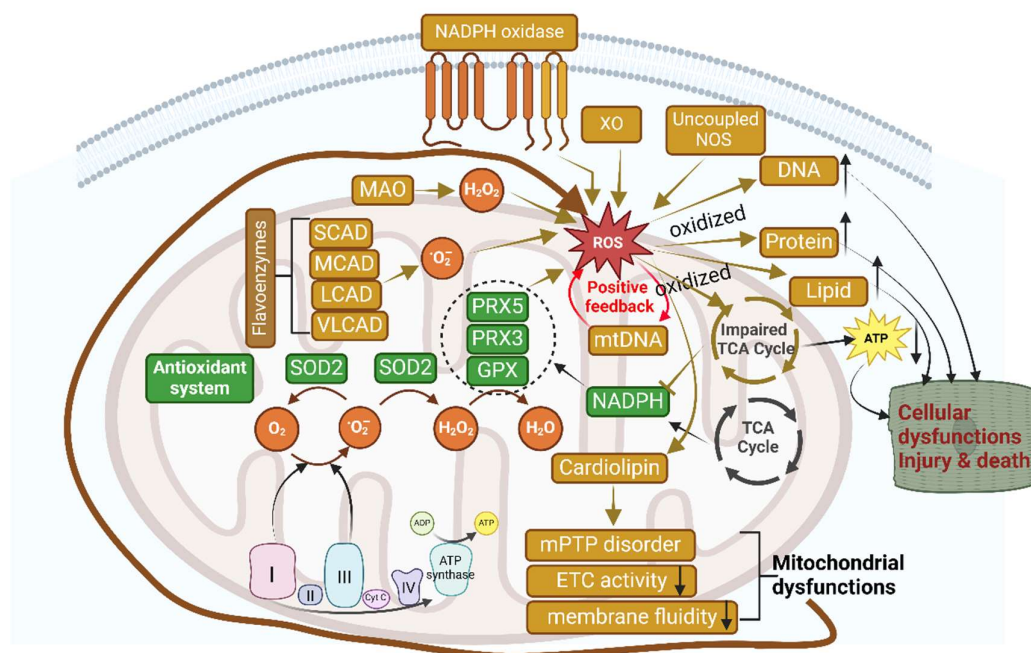 NADPH oxidase
XO
Uncoupled
NOS
DNA
MAO
H₂O₂
oxidized
Flavoenzymes
SCAD
MCAD
LCAD
VLCAD
·O₂⁻
ROS
Protein
oxidized
Lipid
Positive
feedback
mtDNA
PRX5
PRX3
GPX
Impaired
TCA Cycle
ATP
Antioxidant
system
SOD2
SOD2
NADPH
O₂
·O₂⁻
H₂O₂
H₂O
TCA
Cycle
Cellular
dysfunctions
Injury & death
Cardiolipin
ADP
ATP
I
II
III
Cyt C
IV
ATP
synthase
mPTP disorder
ETC activity
membrane fluidity
Mitochondrial
dysfunctions